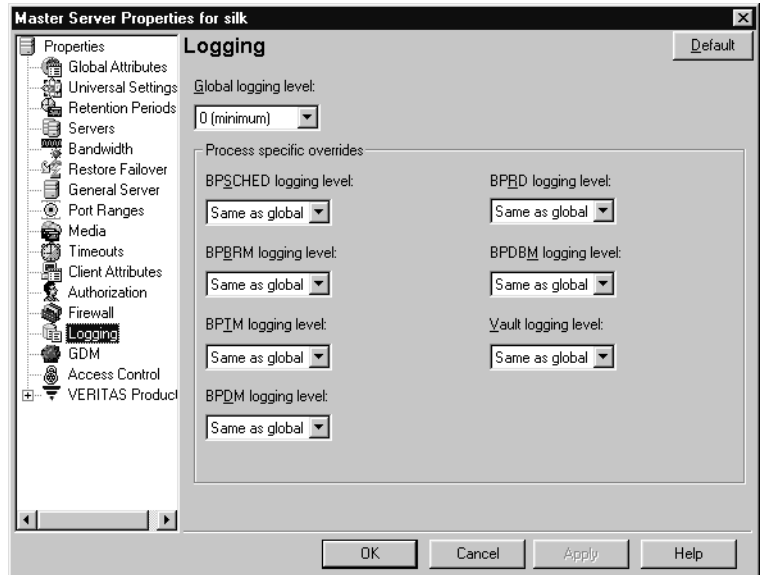 Master Server Properties for silk
Properties
Global Attributes
Universal Settings
Retention Periods
Servers
Bandwidth
Restore Failover
General Server
Port Ranges
Media
Timeouts
Client Attributes
Authorization
Firewall
Logging
GDM
Access Control
VERITAS Product
Logging
Default
Global logging level:
0 (minimum)
Process specific overrides
BPSCHED logging level:
BPRD logging level:
Same as global
Same as global
BPBRM logging level:
BPDBM logging level:
Same as global
Same as global
BPTM logging level:
Vault logging level:
Same as global
Same as global
BPDM logging level:
Same as global
OK
Cancel
Apply
Help